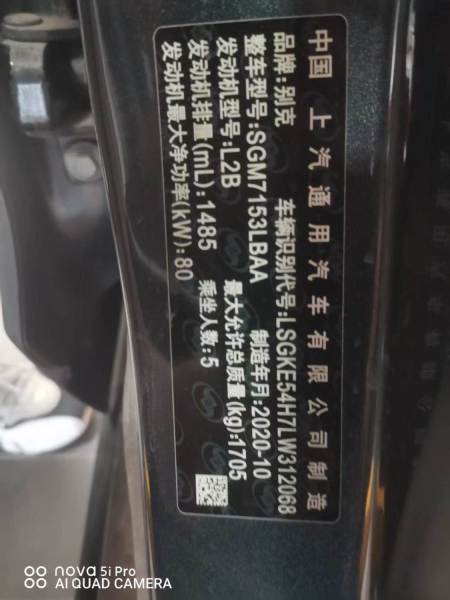 中国 上汽通用汽车有限公司制造
品牌:别克 车辆识别代号:LSGKE54H7LW312068
整车型号:SGM7153LBAA 制造年月:2020-10
发动机型号:L2B 最大允许总质量(kg):1705
发动机排量(mL):1485 乘坐人数:5
发动机最大净功率(kW):80
nova 5i Pro
AI QUAD CAMERA